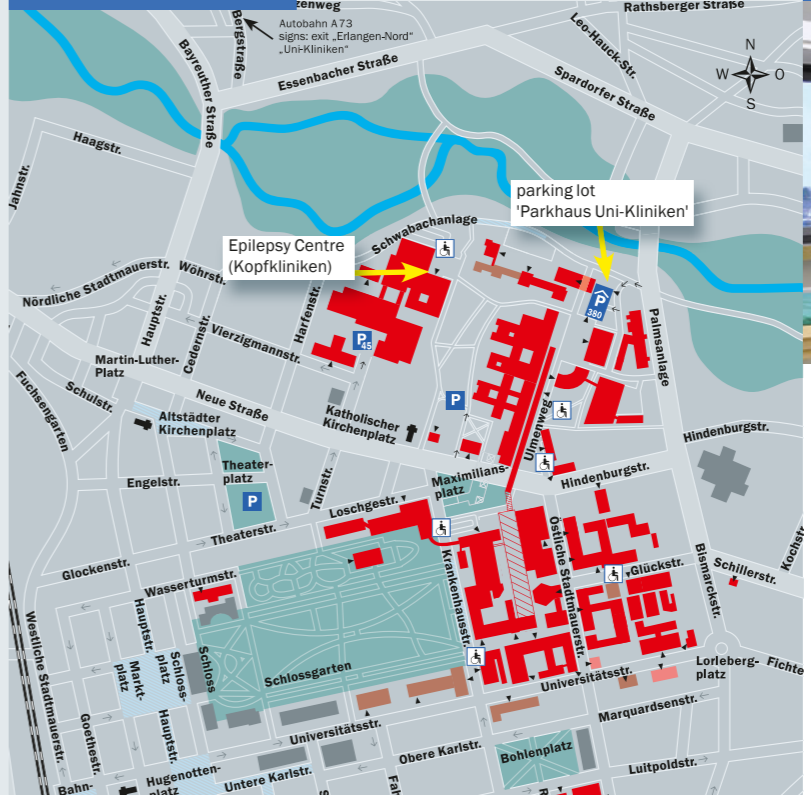 zenweg
Rathsberger Straße
Autobahn A73
signs: exit „Erlangen-Nord“
„Uni-Kliniken“
Bergstraße
Bayreuther Straße
Essenbacher Straße
Leo-Hauck-Str.
Spardorfer Straße
N
W
O
S
Haagstr.
Jahnstr.
parking lot
'Parkhaus Uni-Kliniken'
Schwabachanlage
Epilepsy Centre
(Kopfkliniken)
Wöhrstr.
Nördliche Stadtmauerstr.
Hauptstr.
Cedernstr.
Harfenstr.
Vierzigmannstr.
P
45
P
380
Palmsanlage
Martin-Luther-
Platz
Fuchsengarten
Schulstr.
Neue Straße
Altstädter
Kirchenplatz
Katholischer
Kirchenplatz
P
Ulmenweg
Hindenburgstr.
Engelstr.
Theater-
platz
P
Turnstr.
Maximilians-
platz
Hindenburgstr.
Loschgestr.
Theaterstr.
Glockenstr.
Wasserturmstr.
Krankenhausstr.
Östliche Stadtmauerstr.
Glückstr.
Bismarckstr.
Schillerstr.
Kochstr.
Westliche Stadtmauerstr.
Hauptstr.
Markt-
platz
Schloss-
platz
Schloss
Schlossgarten
Universitätsstr.
Lorleberg-
platz
Fichte
Goethestr.
Hauptstr.
Universitätsstr.
Marquardsenstr.
Obere Karlstr.
Bohlenplatz
Luitpoldstr.
Bahn-
Hugenotten-
platz
Untere Karlstr.
Fah